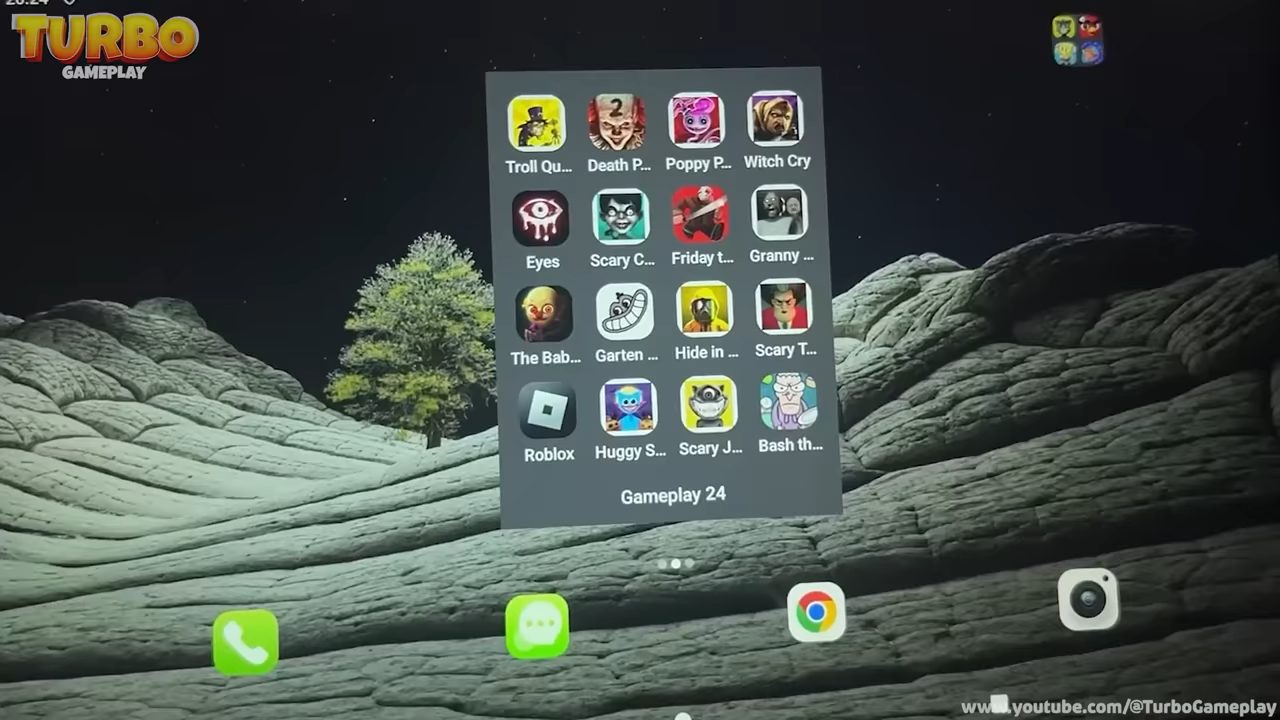 TURBO
GAMEPLAY
Troll Qu... Death P... Poppy P... Witch Cry
Eyes Scary C... Friday t... Granny ...
The Bab... Garten ... Hide in ... Scary T...
2
Roblox Huggy S... Scary J... Bash th...
Gameplay 24
www.youtube.com/@TurboGameplay